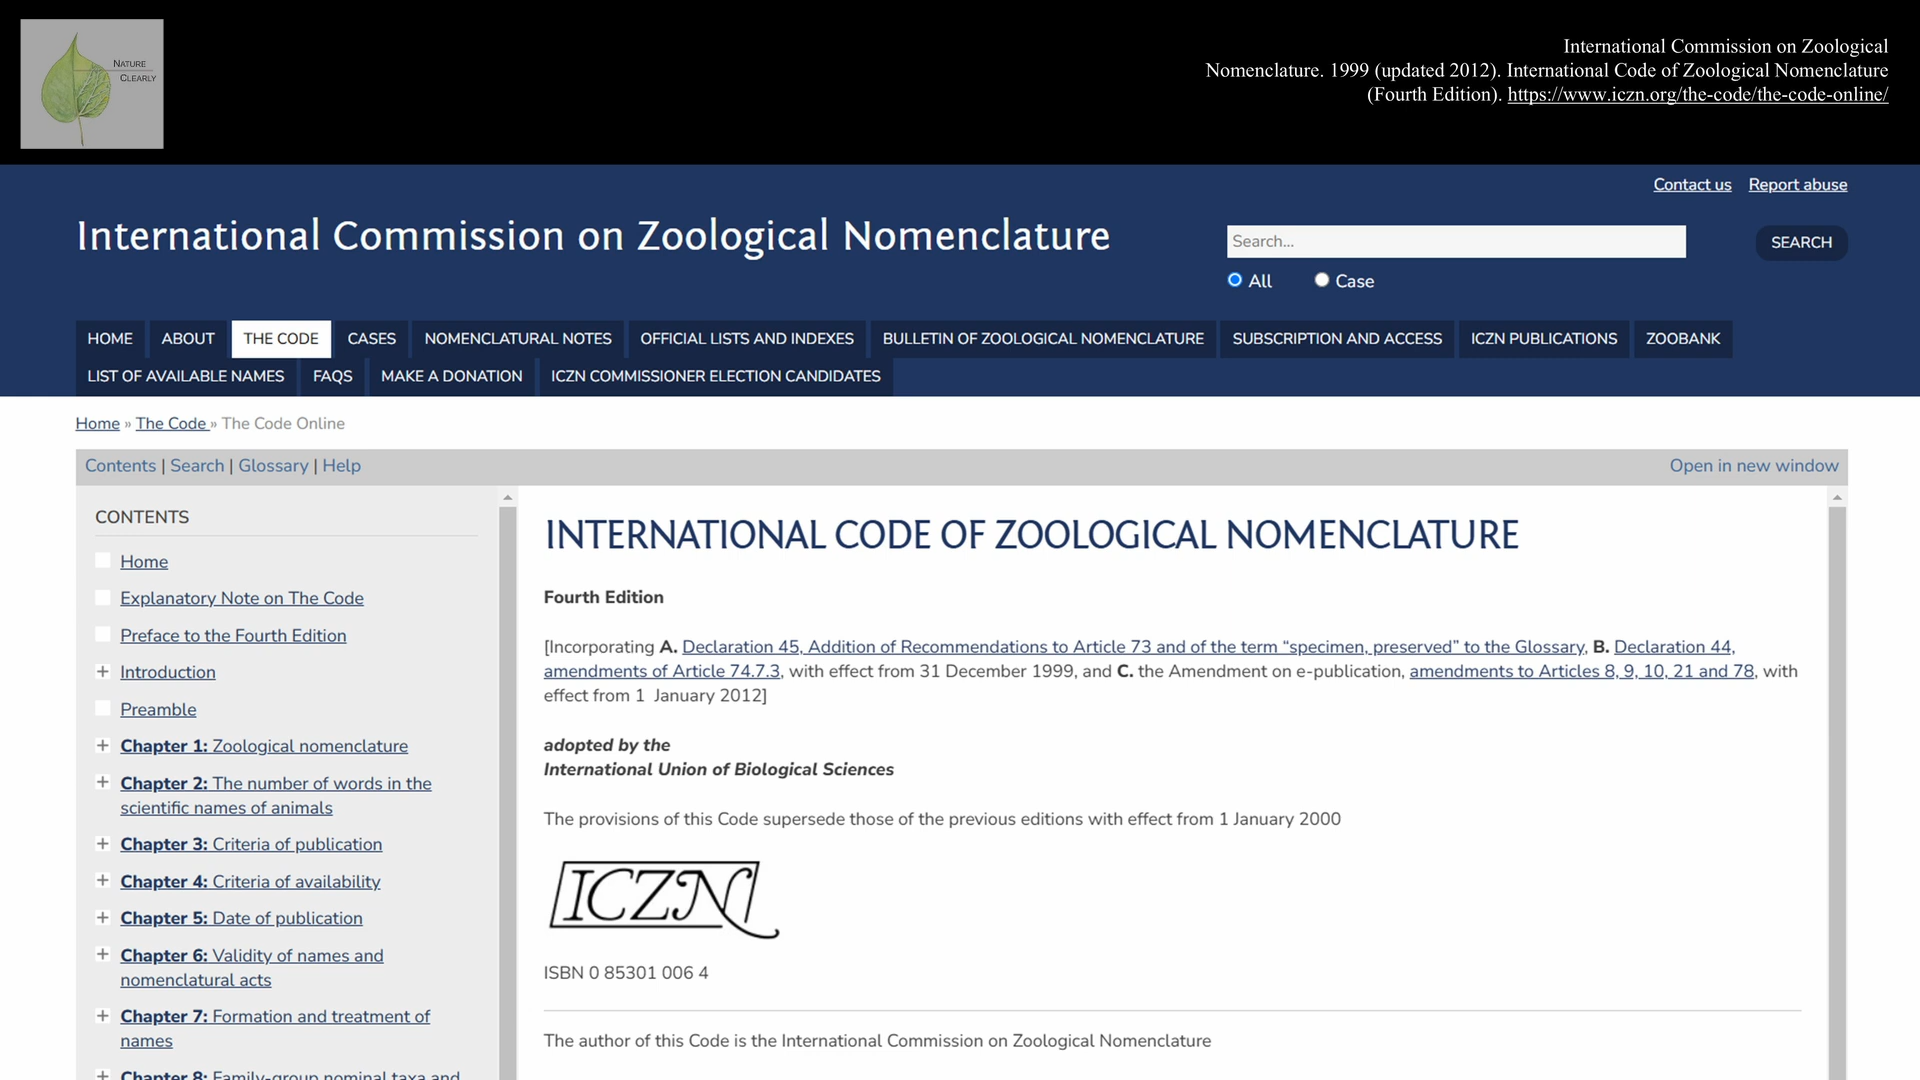 NATURE
CLEARLY
International Commission on Zoological
Nomenclature. 1999 (updated 2012). International Code of Zoological Nomenclature
(Fourth Edition). https://www.iczn.org/the-code/the-code-online/
Contact us Report abuse
International Commission on Zoological Nomenclature
Search...
SEARCH
All Case
HOME ABOUT THE CODE CASES NOMENCLATURAL NOTES OFFICIAL LISTS AND INDEXES BULLETIN OF ZOOLOGICAL NOMENCLATURE SUBSCRIPTION AND ACCESS ICZN PUBLICATIONS ZOOBANK
LIST OF AVAILABLE NAMES FAQS MAKE A DONATION ICZN COMMISSIONER ELECTION CANDIDATES
Home » The Code » The Code Online
Contents | Search | Glossary | Help
Open in new window
CONTENTS
Home
Explanatory Note on The Code
Preface to the Fourth Edition
+ Introduction
Preamble
+ Chapter 1: Zoological nomenclature
+ Chapter 2: The number of words in the
scientific names of animals
+ Chapter 3: Criteria of publication
+ Chapter 4: Criteria of availability
+ Chapter 5: Date of publication
+ Chapter 6: Validity of names and
nomenclatural acts
+ Chapter 7: Formation and treatment of
names
+ Chapter 8: Family-group nominal taxa and
INTERNATIONAL CODE OF ZOOLOGICAL NOMENCLATURE
Fourth Edition
[Incorporating A. Declaration 45, Addition of Recommendations to Article 73 and of the term “specimen, preserved” to the Glossary, B. Declaration 44,
amendments of Article 74.7.3, with effect from 31 December 1999, and C. the Amendment on e-publication, amendments to Articles 8, 9, 10, 21 and 78, with
effect from 1 January 2012]
adopted by the
International Union of Biological Sciences
The provisions of this Code supersede those of the previous editions with effect from 1 January 2000
ICZN
ISBN 0 85301 006 4
The author of this Code is the International Commission on Zoological Nomenclature